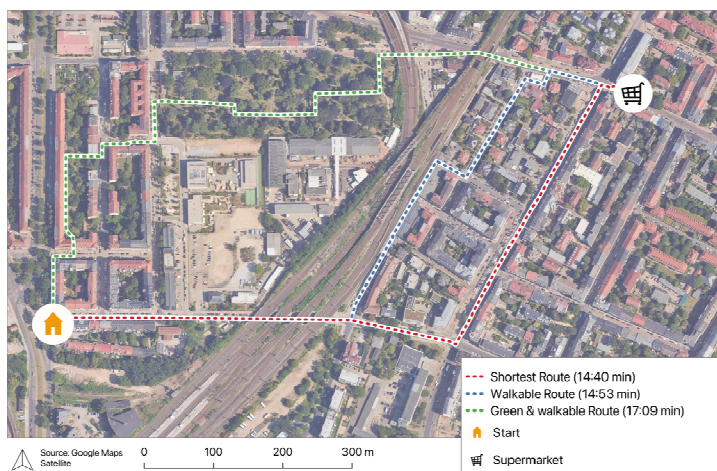 Shortest Route (14:40 min)
Walkable Route (14:53 min)
Green & walkable Route (17:09 min)
Start
Supermarket
Source: Google Maps
Satellite
0 100 200 300 m